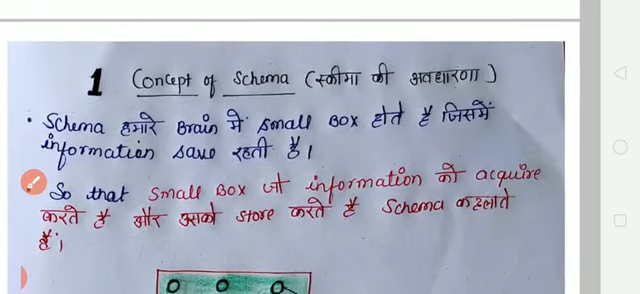 1 Concept of Schema (स्कीमा की अवधारणा)
• Schema हमारे Brain में small Box होते है जिसमें
information save रहती है।
So that small Box जो information को acquire
करते है और उसको store करते है Schema कहलाते
है।